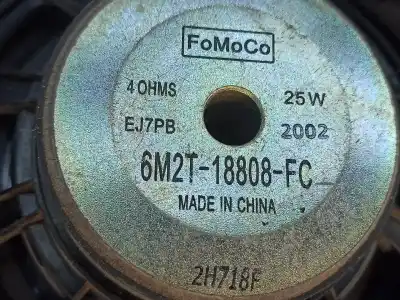 FoMoCo
4 OHMS 25W
EJ7PB 2002
6M2T-18808-FC
MADE IN CHINA
2H718F